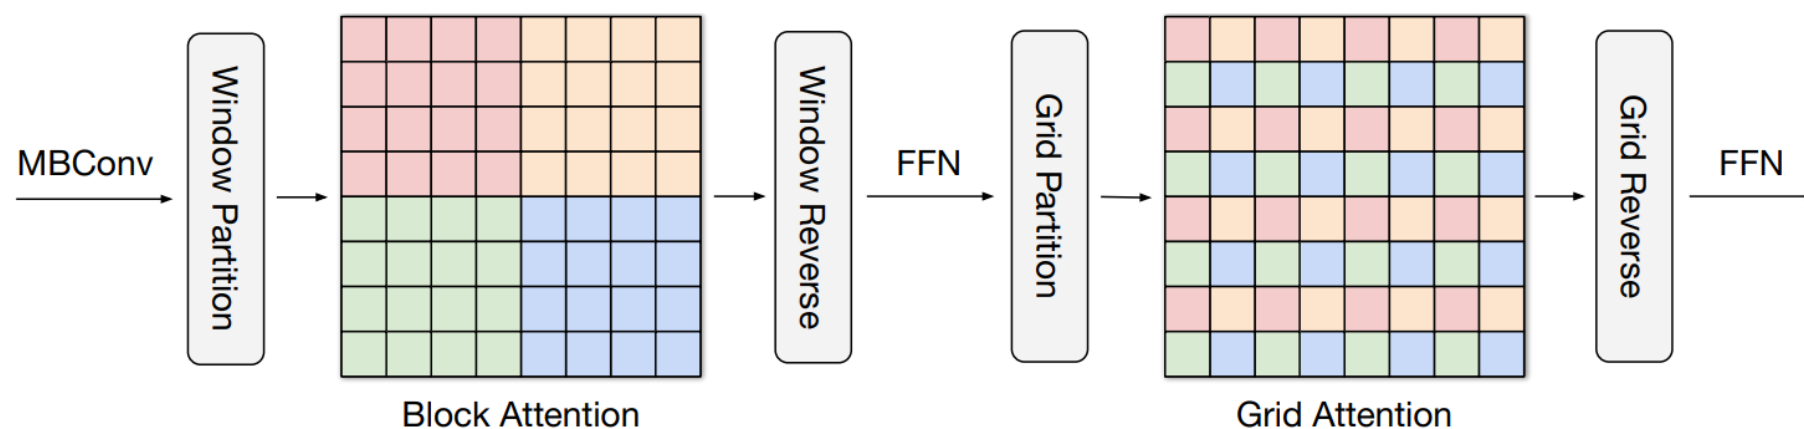 MBConv
Window Partition
Block Attention
Window Reverse
FFN
Grid Partition
Grid Attention
Grid Reverse
FFN